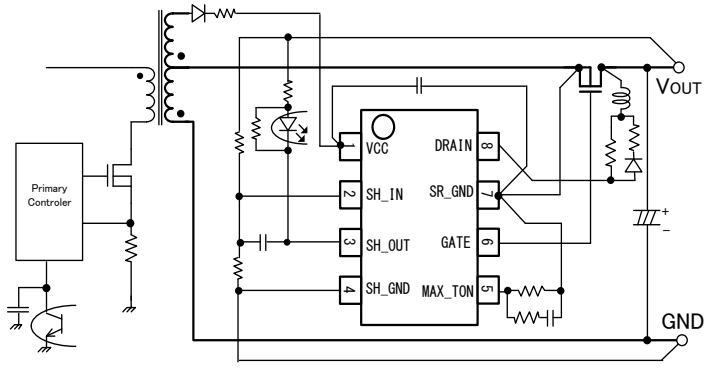 VOUT
1 VCC
DRAIN 8
2 SH_IN
SR_GND 7
3 SH_OUT
GATE 6
4 SH_GND
MAX_TON 5
Primary
Controler
+
−
GND